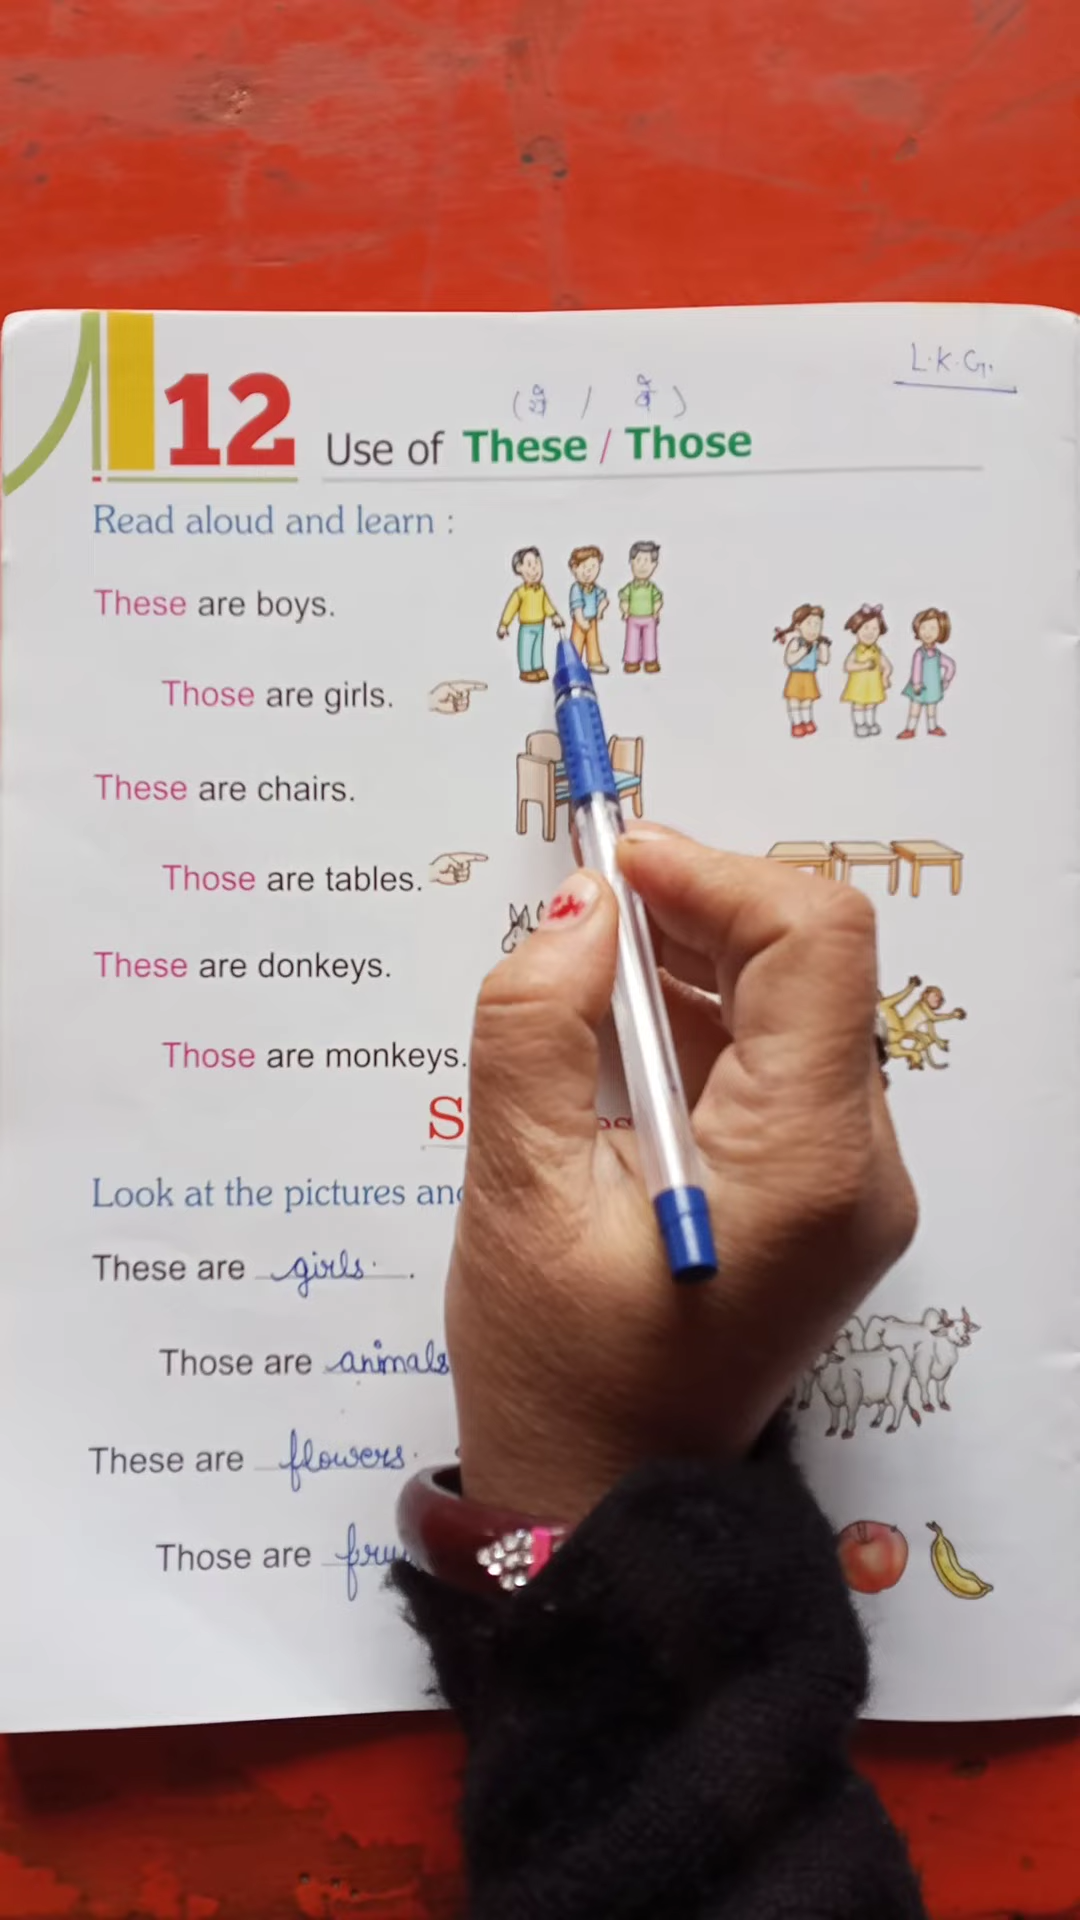 L.K.G.
(ये / वे)
12 Use of These / Those
Read aloud and learn :
These are boys.
Those are girls.
These are chairs.
Those are tables.
These are donkeys.
Those are monkeys.
Look at the pictures
These are girls.
Those are animals
These are flowers.
Those are